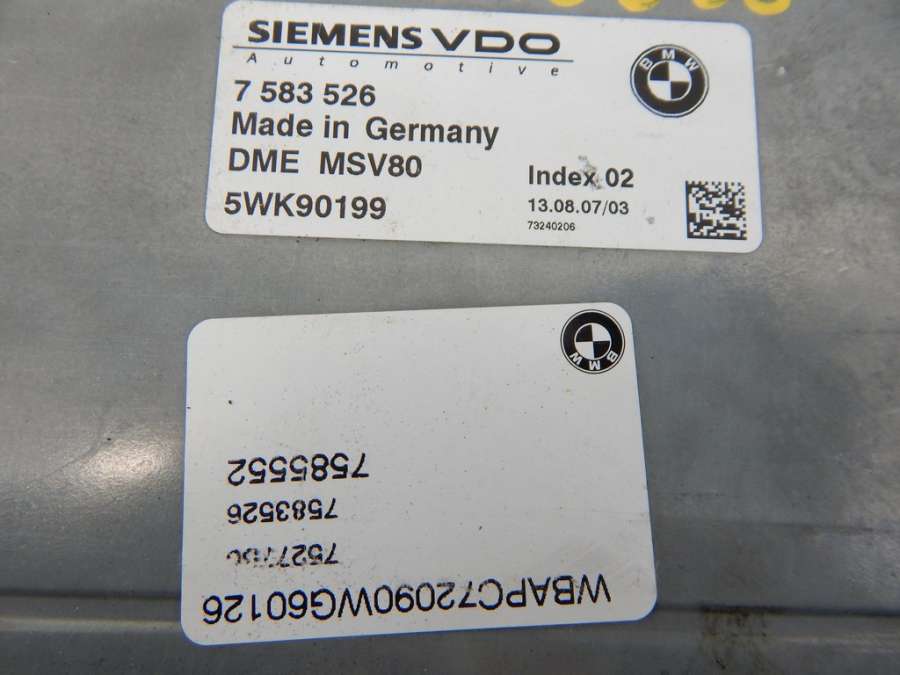 SIEMENS VDO
Automotive
BMW
7 583 526
Made in Germany
DME MSV80
5WK90199
Index 02
13.08.07/03
73240206
WBAPC72090WG60126
7583526
7585552
BMW